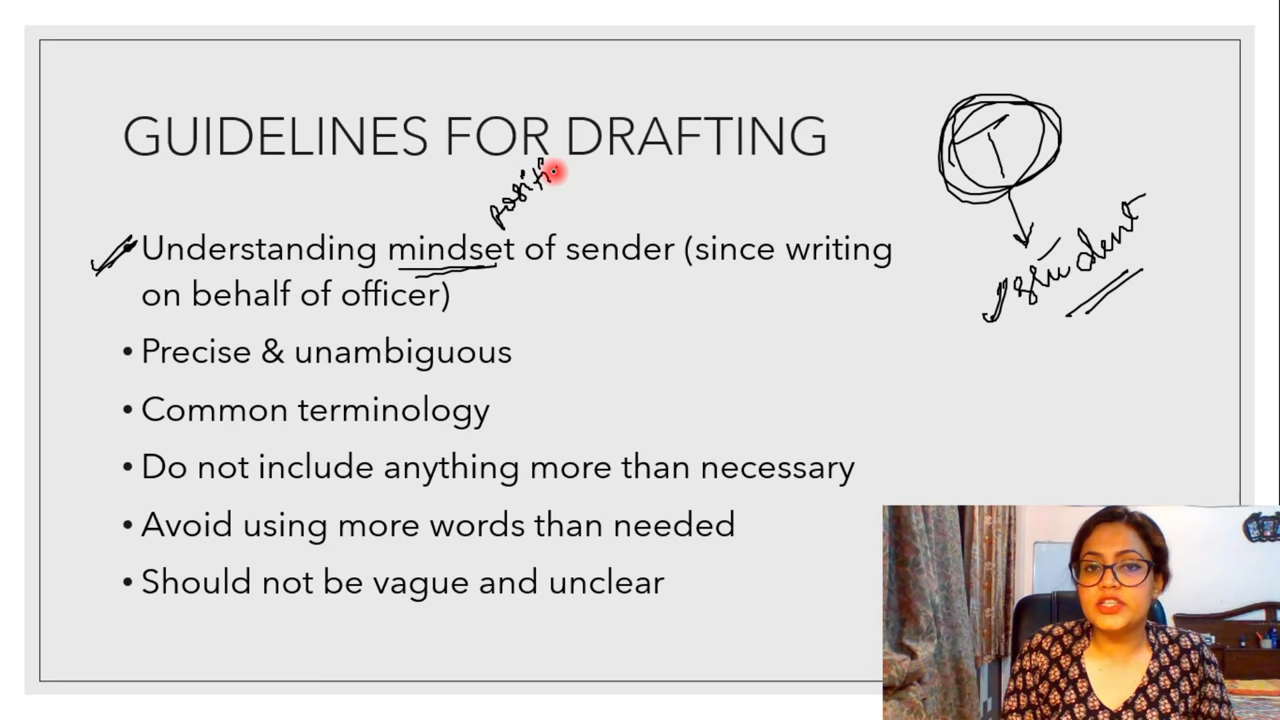 GUIDELINES FOR DRAFTING
positi
Understanding mindset of sender (since writing
on behalf of officer)
• Precise & unambiguous
• Common terminology
• Do not include anything more than necessary
• Avoid using more words than needed
• Should not be vague and unclear
student